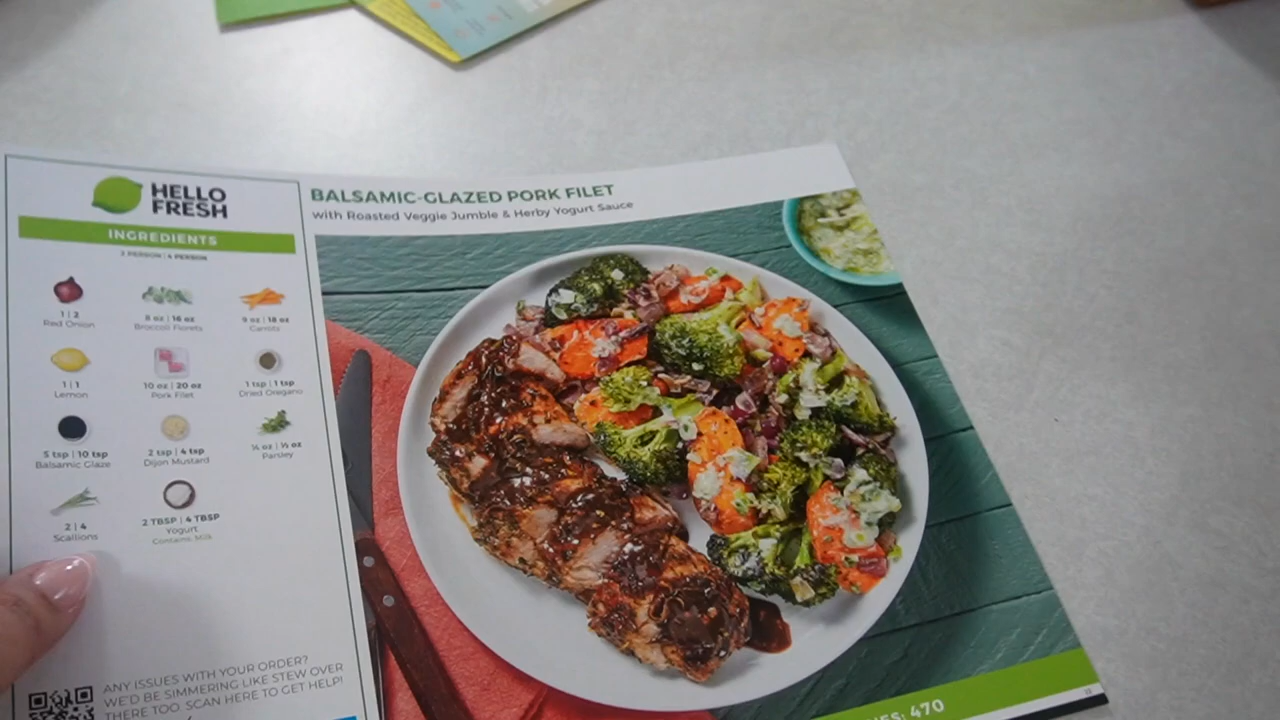 HELLO
FRESH
INGREDIENTS
2 PERSON | 4 PERSON
1 | 2
Red Onion
8 oz | 16 oz
Broccoli Florets
9 oz | 18 oz
Carrots
1 | 1
Lemon
10 oz | 20 oz
Pork Filet
1 tsp | 1 tsp
Dried Oregano
5 tsp | 10 tsp
Balsamic Glaze
2 tsp | 4 tsp
Dijon Mustard
¼ oz | ½ oz
Parsley
2 | 4
Scallions
2 TBSP | 4 TBSP
Yogurt
Contains: Milk
ANY ISSUES WITH YOUR ORDER?
WE'D BE SIMMERING LIKE STEW OVER
THERE TOO. SCAN HERE TO GET HELP!
BALSAMIC-GLAZED PORK FILET
with Roasted Veggie Jumble & Herby Yogurt Sauce
470